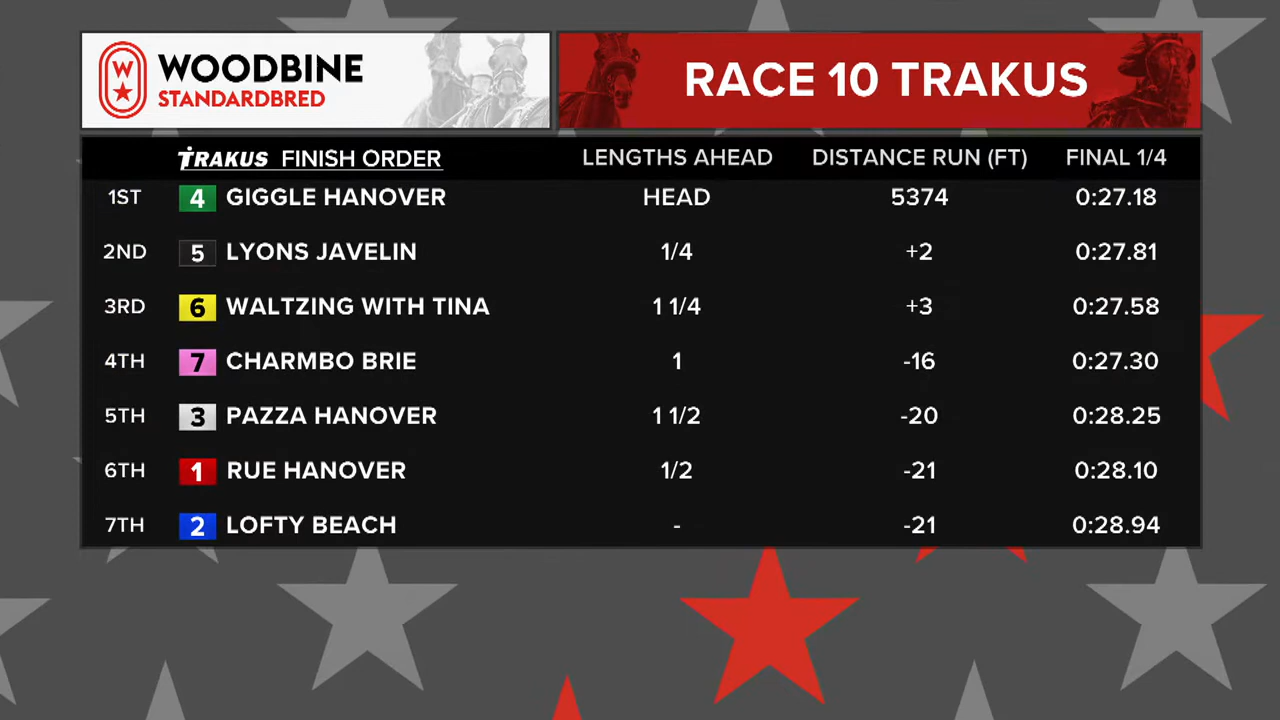 W
WOODBINE
STANDARDBRED
RACE 10 TRAKUS
TRAKUS FINISH ORDER LENGTHS AHEAD DISTANCE RUN (FT) FINAL 1/4
1ST 4 GIGGLE HANOVER HEAD 5374 0:27.18
2ND 5 LYONS JAVELIN 1/4 +2 0:27.81
3RD 6 WALTZING WITH TINA 1 1/4 +3 0:27.58
4TH 7 CHARMBO BRIE 1 -16 0:27.30
5TH 3 PAZZA HANOVER 1 1/2 -20 0:28.25
6TH 1 RUE HANOVER 1/2 -21 0:28.10
7TH 2 LOFTY BEACH - -21 0:28.94